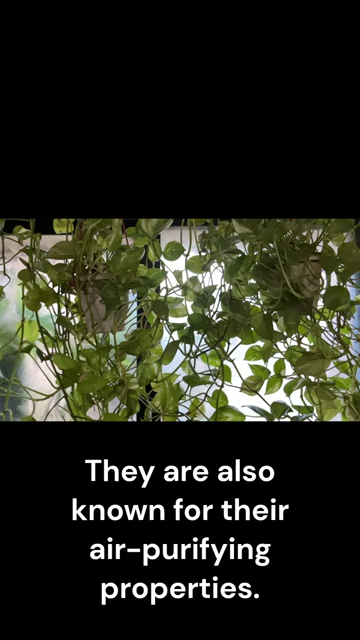 They are also
known for their
air-purifying
properties.